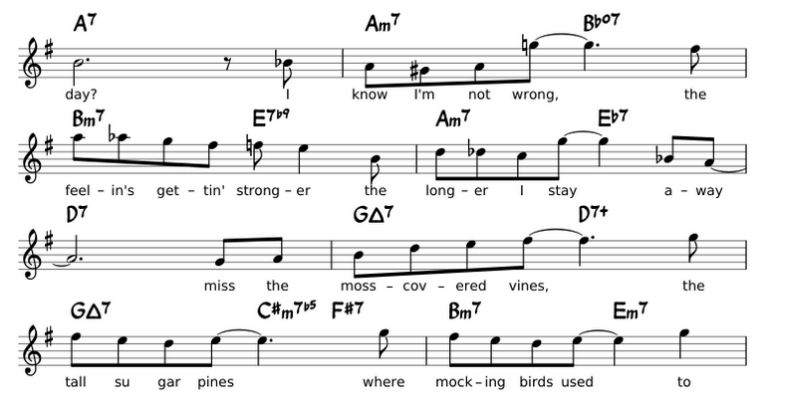 A7 Am7 B♭o7
day? I know I'm not wrong, the
Bm7 E7♭9 Am7 E♭7
feel – in's get – tin' strong – er the long – er I stay a – way
D7 GΔ7 D7+
miss the moss – cov – ered vines, the
GΔ7 C#m7♭5 F#7 Bm7 Em7
tall su gar pines where mock – ing birds used to